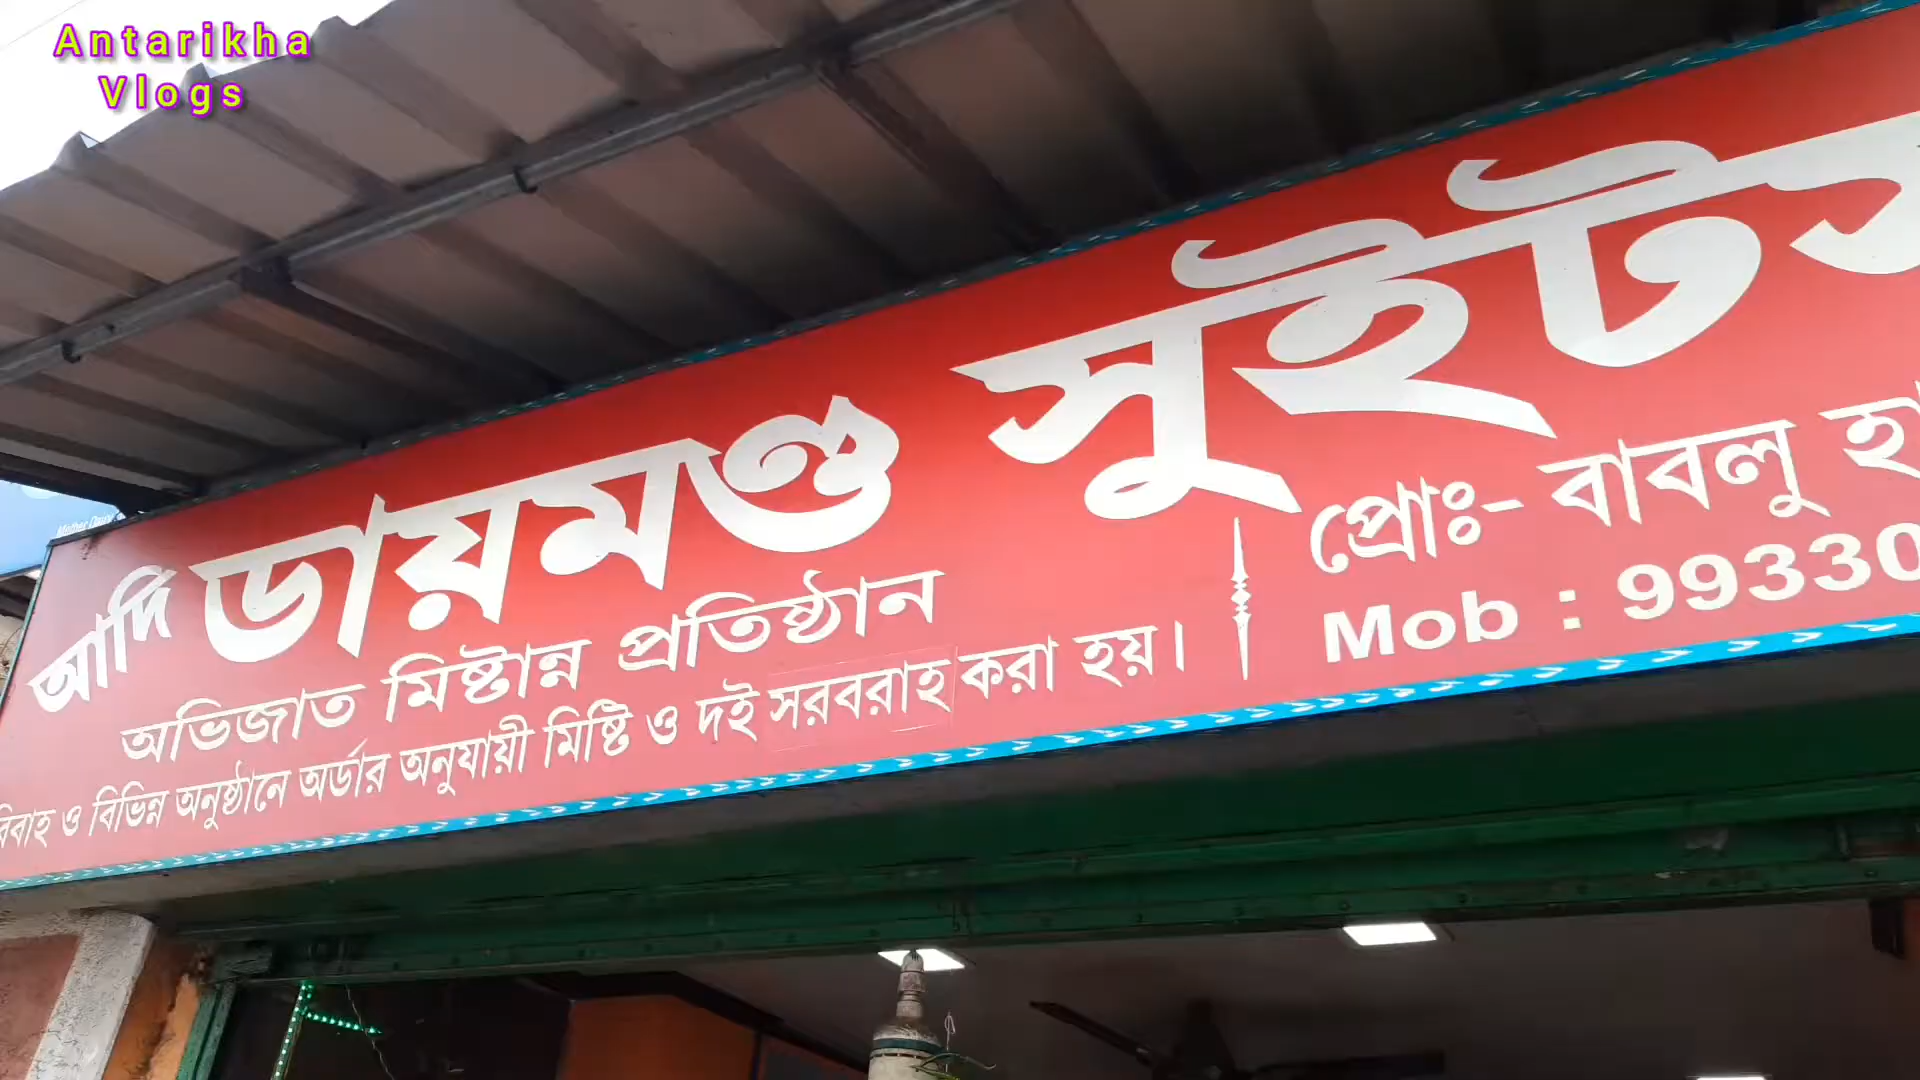 Antarikha
Vlogs
আদি ডায়মণ্ড সুইটস
অভিজাত মিষ্টান্ন প্রতিষ্ঠান
বিবাহ ও বিভিন্ন অনুষ্ঠানে অর্ডার অনুযায়ী মিষ্টি ও দই সরবরাহ করা হয়।
প্রোঃ- বাবলু
Mob : 99330